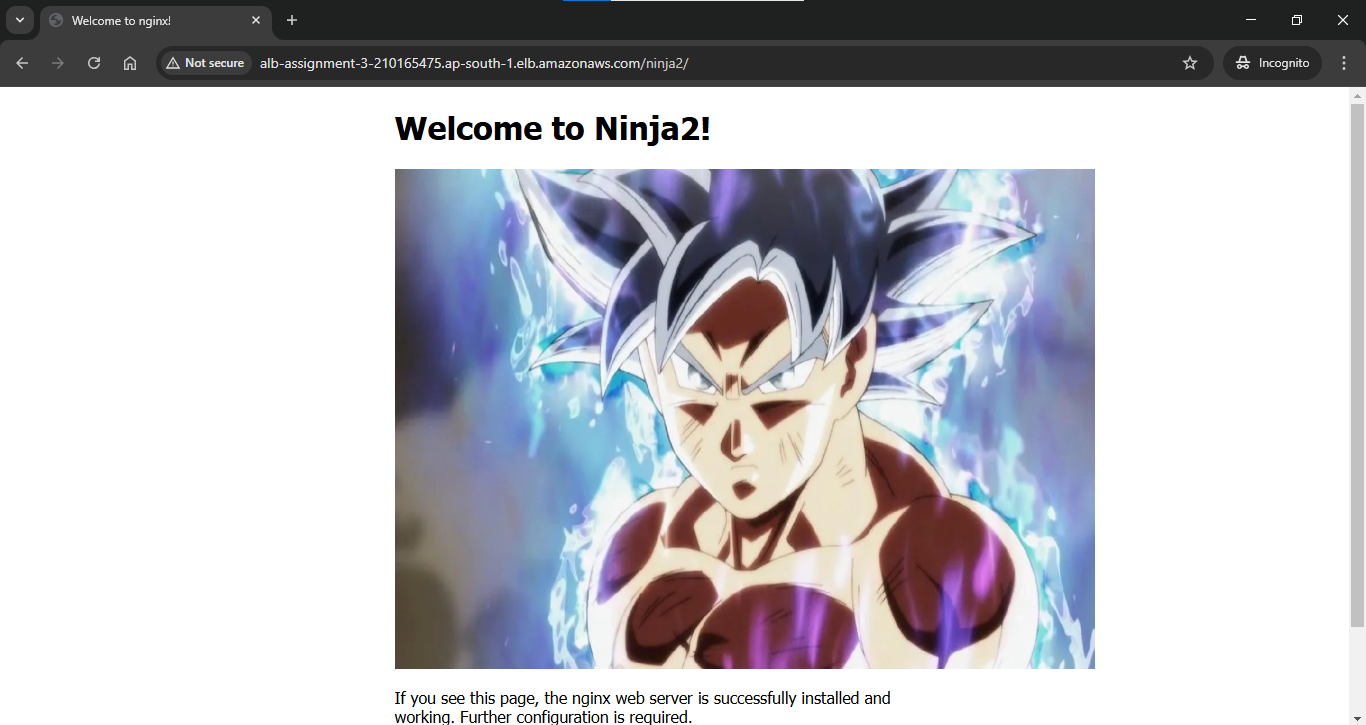 Welcome to nginx!
Not secure
alb-assignment-3-210165475.ap-south-1.elb.amazonaws.com/ninja2/
Incognito
Welcome to Ninja2!
If you see this page, the nginx web server is successfully installed and
working. Further configuration is required.